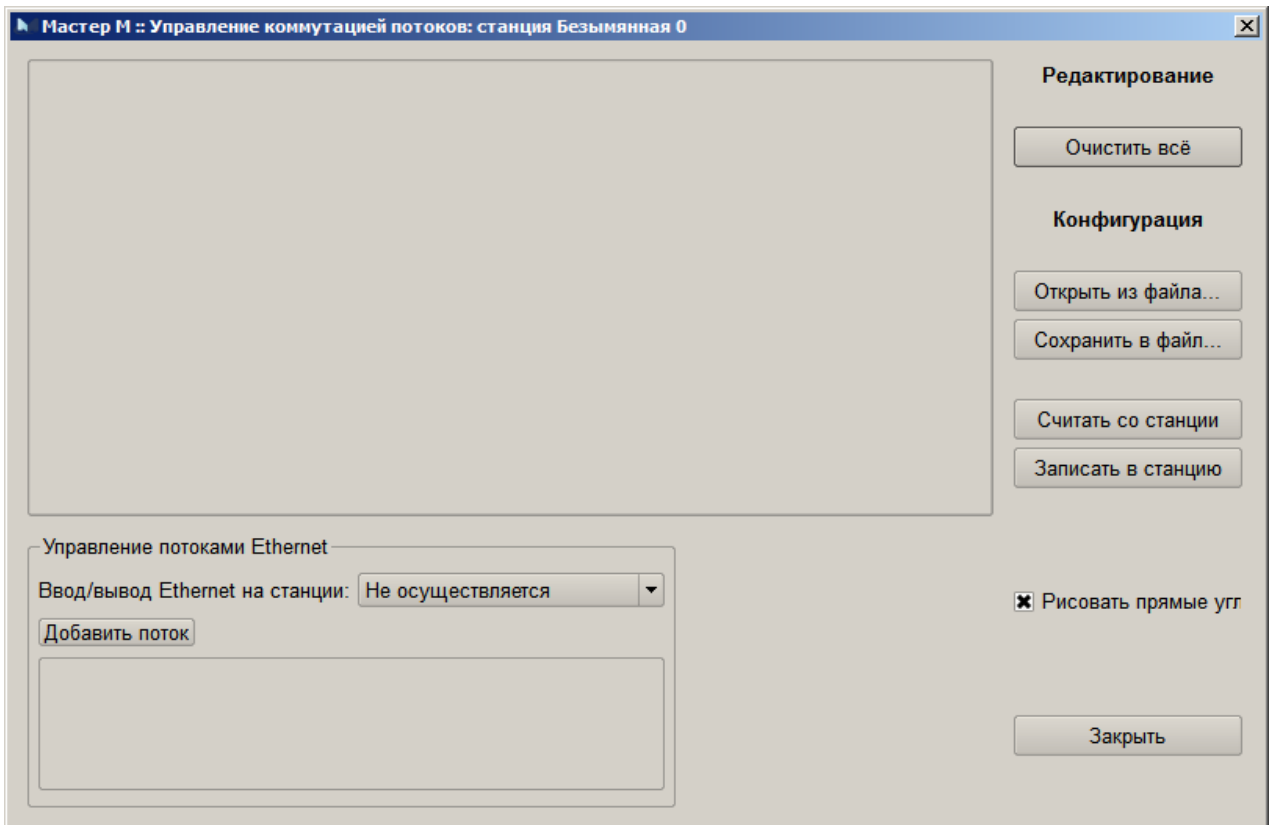 Мастер М :: Управление коммутацией потоков: станция Безымянная 0
Редактирование
Очистить всё
Конфигурация
Открыть из файла...
Сохранить в файл...
Считать со станции
Записать в станцию
Управление потоками Ethernet
Ввод/вывод Ethernet на станции: Не осуществляется
Добавить поток
Рисовать прямые угл
Закрыть